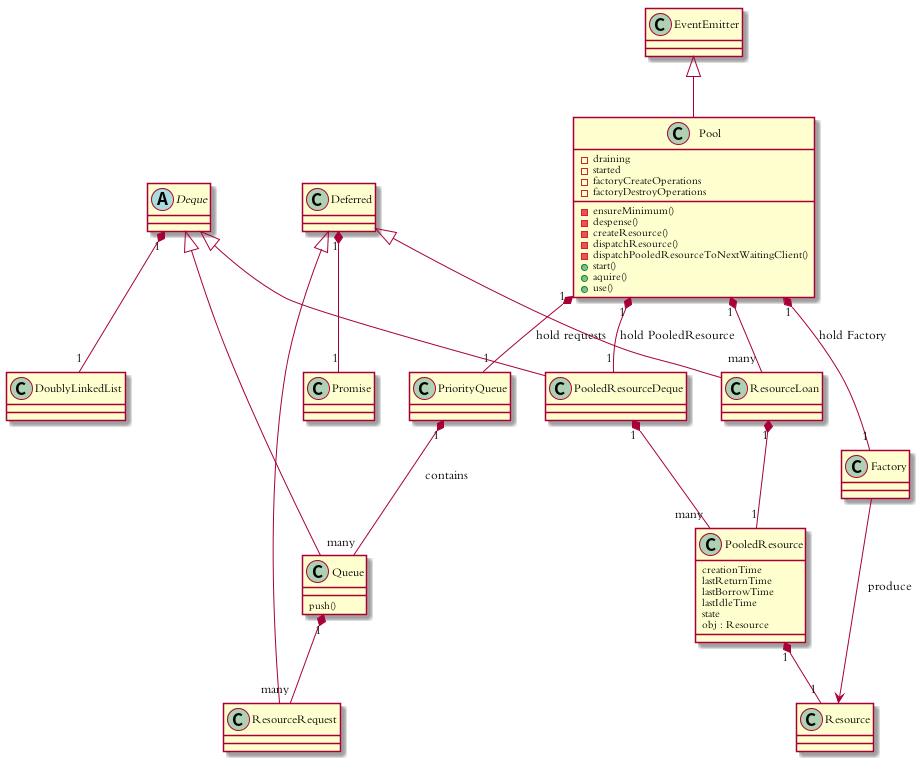 C EventEmitter
C Pool
draining
started
factoryCreateOperations
factoryDestroyOperations
ensureMinimum()
despense()
createResource()
dispatchResource()
dispatchPooledResourceToNextWaitingClient()
start()
aquire()
use()
A Deque
C Deferred
1
1
1
1
1
1
hold requests
hold PooledResource
hold Factory
1
1
1
1
many
1
C DoublyLinkedList
C Promise
C PriorityQueue
C PooledResourceDeque
C ResourceLoan
C Factory
1
1
1
contains
many
many
1
C Queue
push()
C PooledResource
creationTime
lastReturnTime
lastBorrowTime
lastIdleTime
state
obj : Resource
produce
1
1
many
1
C ResourceRequest
C Resource